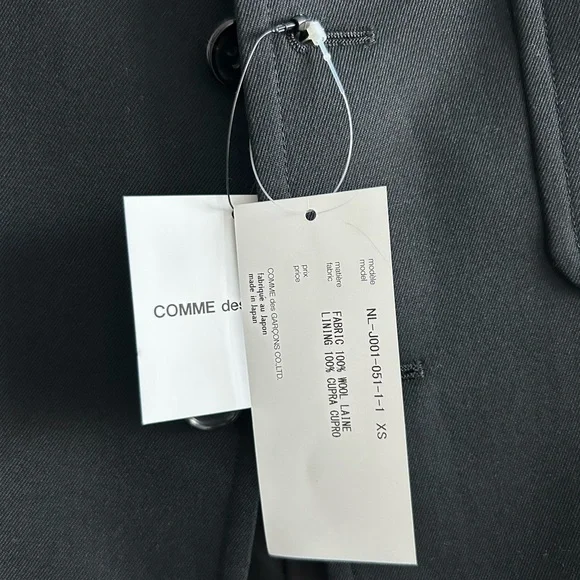 COMME des
modèle
model
NL-J001-051-1-1 XS
matière
fabric
FABRIC 100% WOOL LAINE
LINING 100% CUPRA CUPRO
prix
price
COMME des GARÇONS CO.,LTD.
fabriqué au Japon
made in Japan